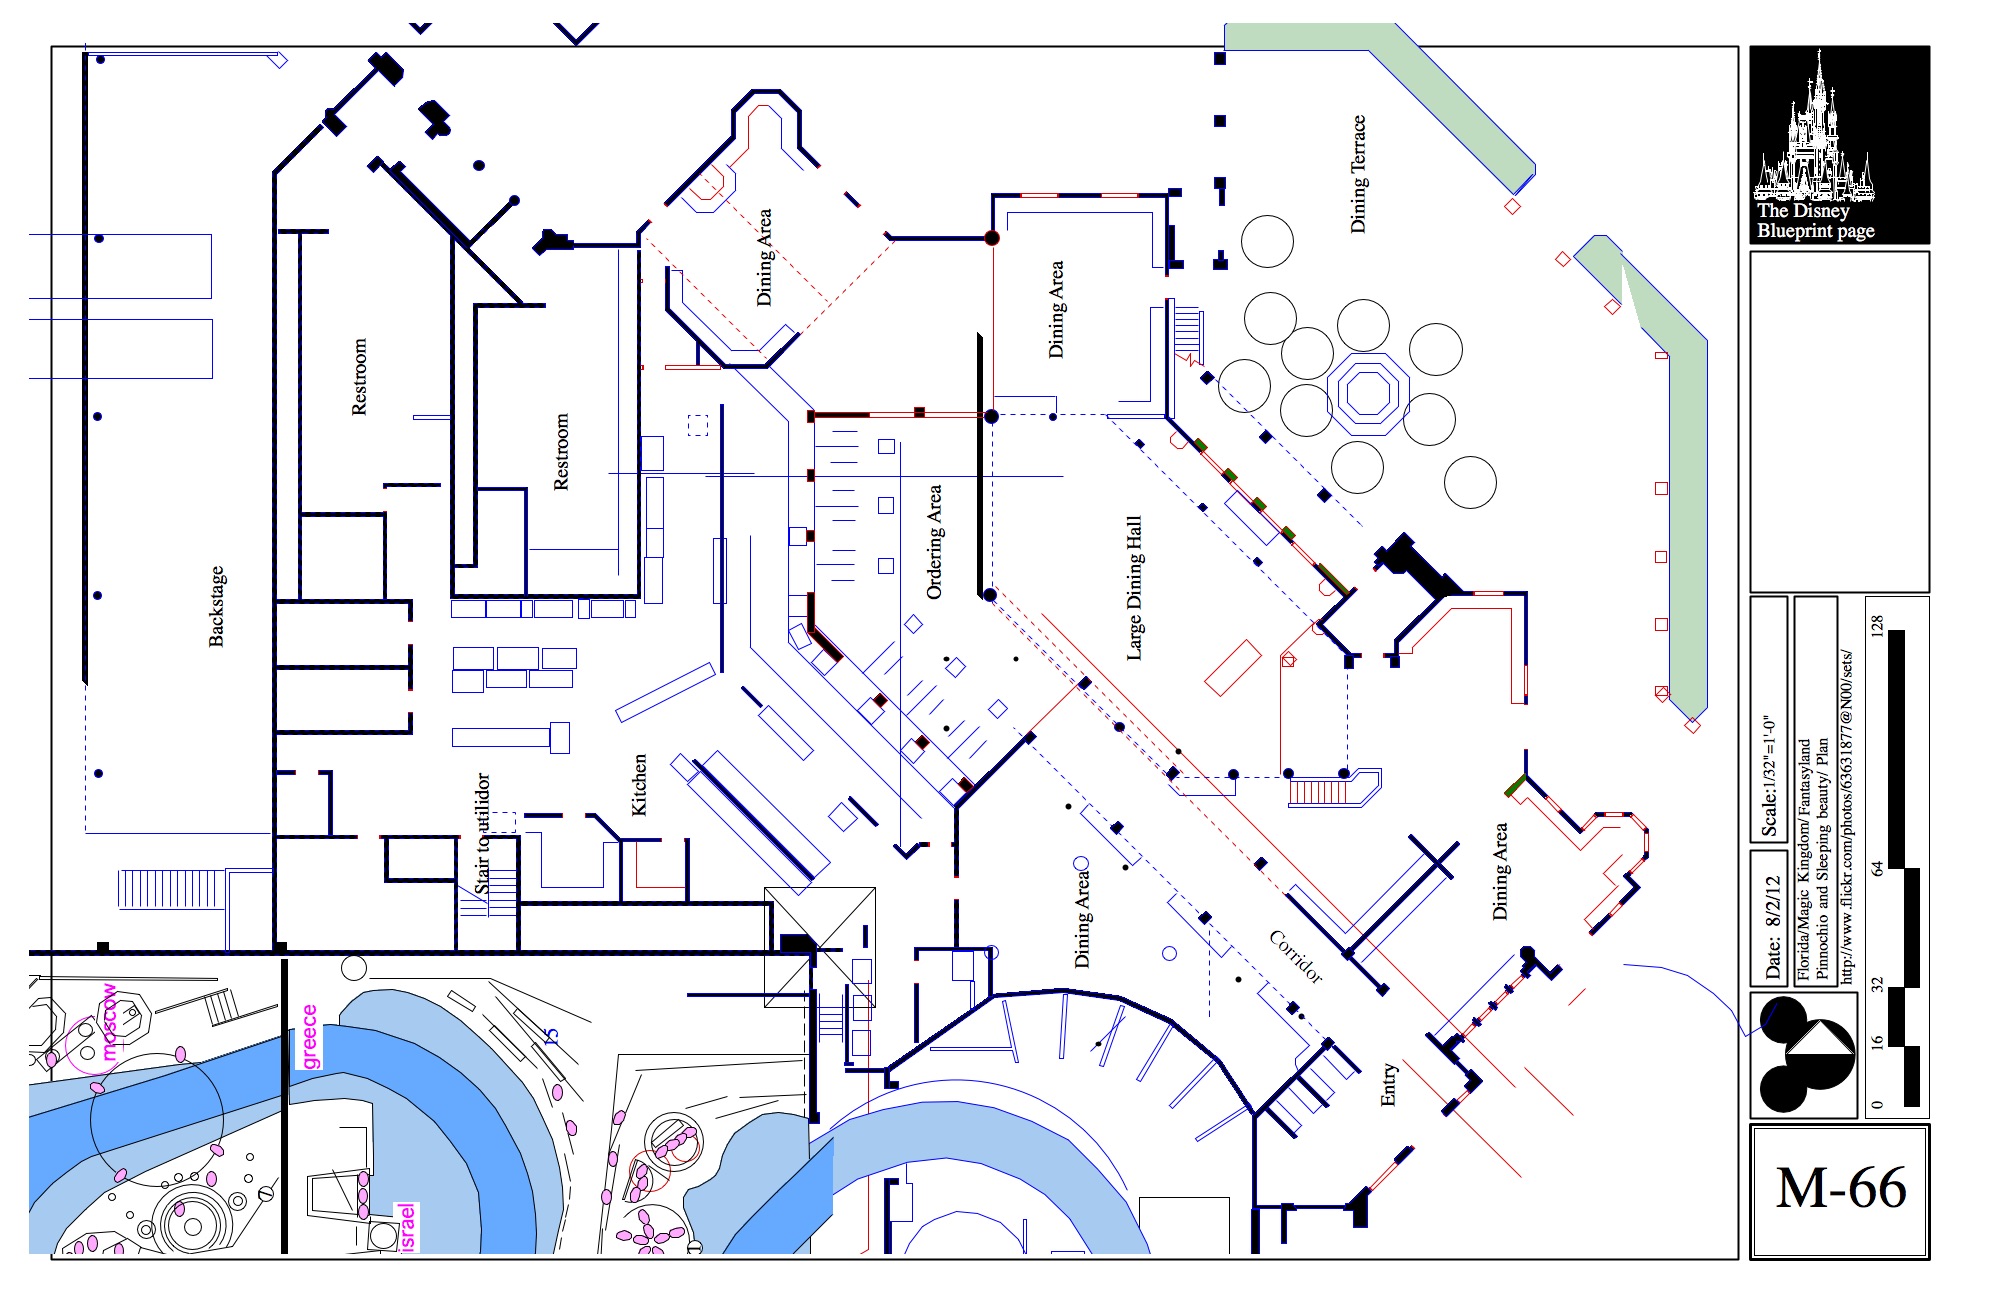 Dining Terrace
Dining Area
Dining Area
Restroom
Restroom
Ordering Area
Large Dining Hall
Backstage
Kitchen
Stair to utilidor
Dining Area
Dining Area
Corridor
Entry
moscow
greece
15
israel
7
1
The Disney
Blueprint page
Scale:1/32"=1'-0"
Date: 8/2/12
Florida/Magic Kingdom/Fantasyland
Pinnochio and Sleeping beauty/ Plan
http://www.flickr.com/photos/63631877@N00/sets/
128
64
32
16
0
M-66